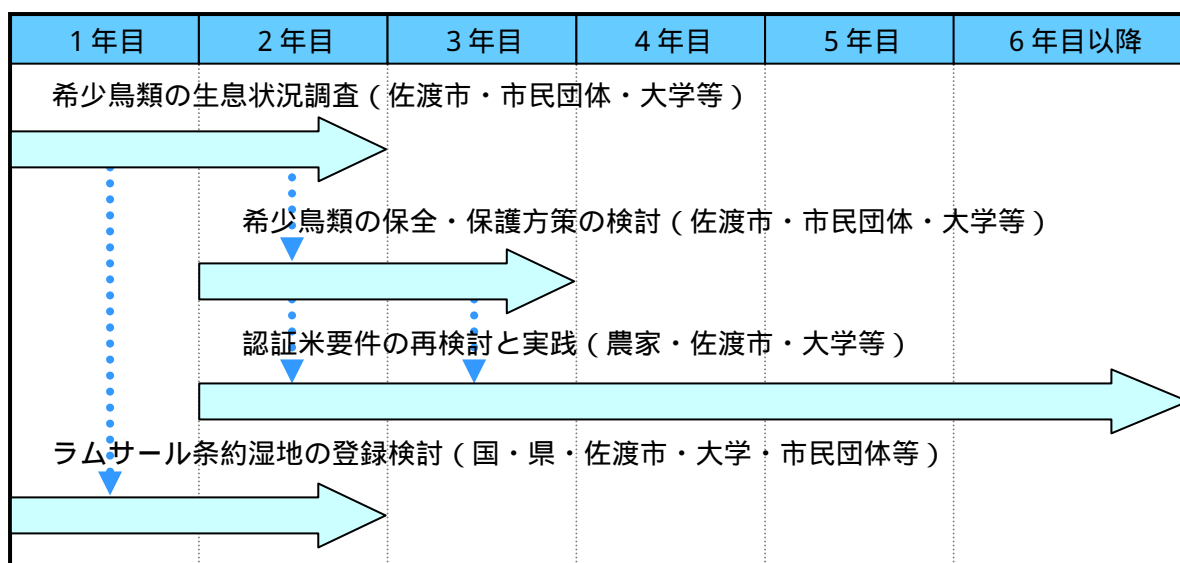 1年目 2年目 3年目 4年目 5年目 6年目以降
希少鳥類の生息状況調査(佐渡市・市民団体・大学等)
希少鳥類の保全・保護方策の検討(佐渡市・市民団体・大学等)
認証米要件の再検討と実践(農家・佐渡市・大学等)
ラムサール条約湿地の登録検討(国・県・佐渡市・大学・市民団体等)